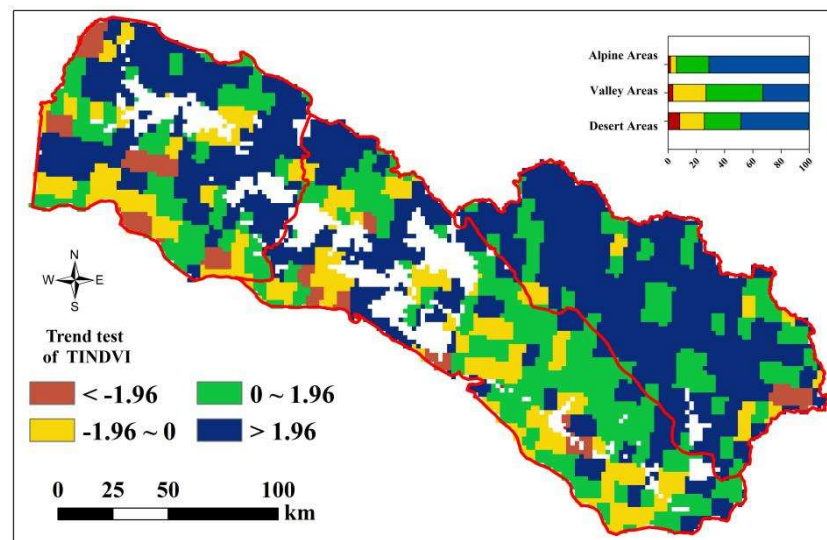 Alpine Areas
Valley Areas
Desert Areas
0 20 40 60 80 100
N
W E
S
Trend test
of TINDVI
< -1.96
0 ~ 1.96
-1.96 ~ 0
> 1.96
0 25 50 100
km